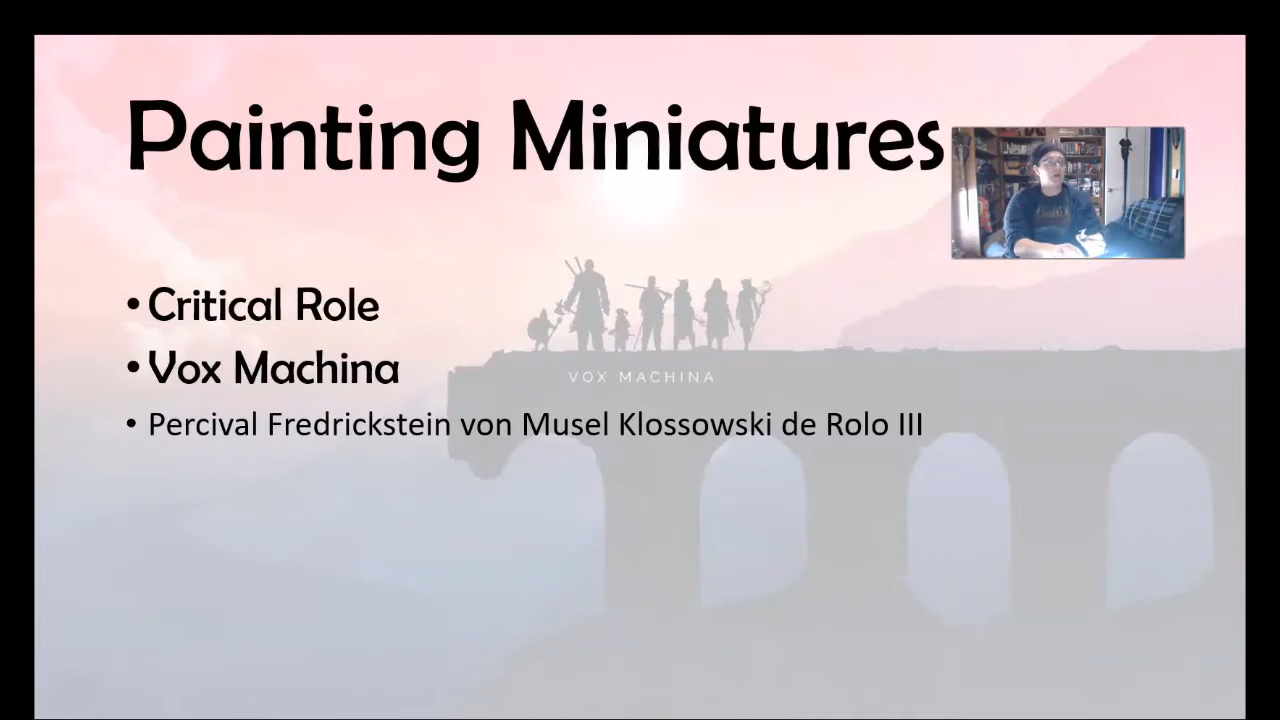 Painting Miniatures
• Critical Role
• Vox Machina
VOX MACHINA
• Percival Fredrickstein von Musel Klossowski de Rolo III